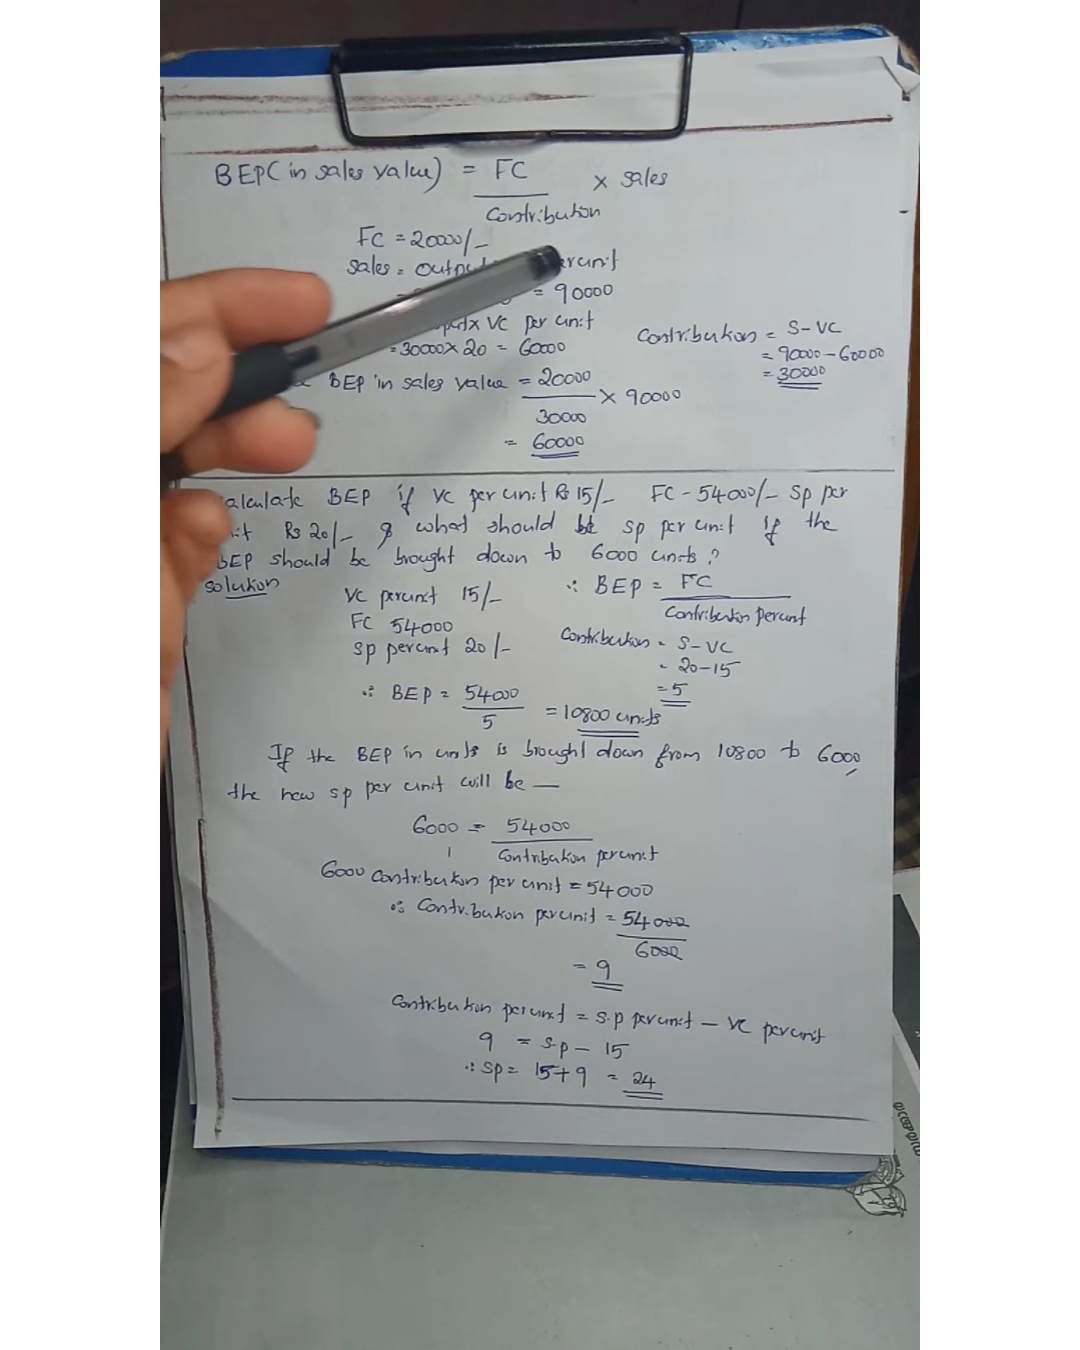 BEP(in sales value) = FC × sales
Contribution
FC = 20000/-
sales = output
per unit
= 90000
x VC per unit
= 30000 x 20 = 60000
Contribution = S-VC
= 90000 - 60000
= 30000
BEP in sales value = 20000 × 90000
30000
= 60000
alculate BEP if VC per unit Rs 15/- FC - 54000/- Sp per
it Rs 20/- & what should be sp per unit if the
BEP should be brought down to 6000 units?
solution
VC per unit 15/-
FC 54000
sp per unit 20/-
∴ BEP = FC
Contribution per unit
Contribution = S-VC
= 20-15
= 5
∴ BEP = 54000
5
= 10800 units
If the BEP in units is brought down from 10800 to 6000,
the new sp per unit will be —
6000 = 54000
1 Contribution per unit
6000 Contribution per unit = 54000
∴ Contribution per unit = 54000
6000
= 9
Contribution per unit = S.P per unit - VC per unit
9 = S.p - 15
∴ SP = 15+9 = 24